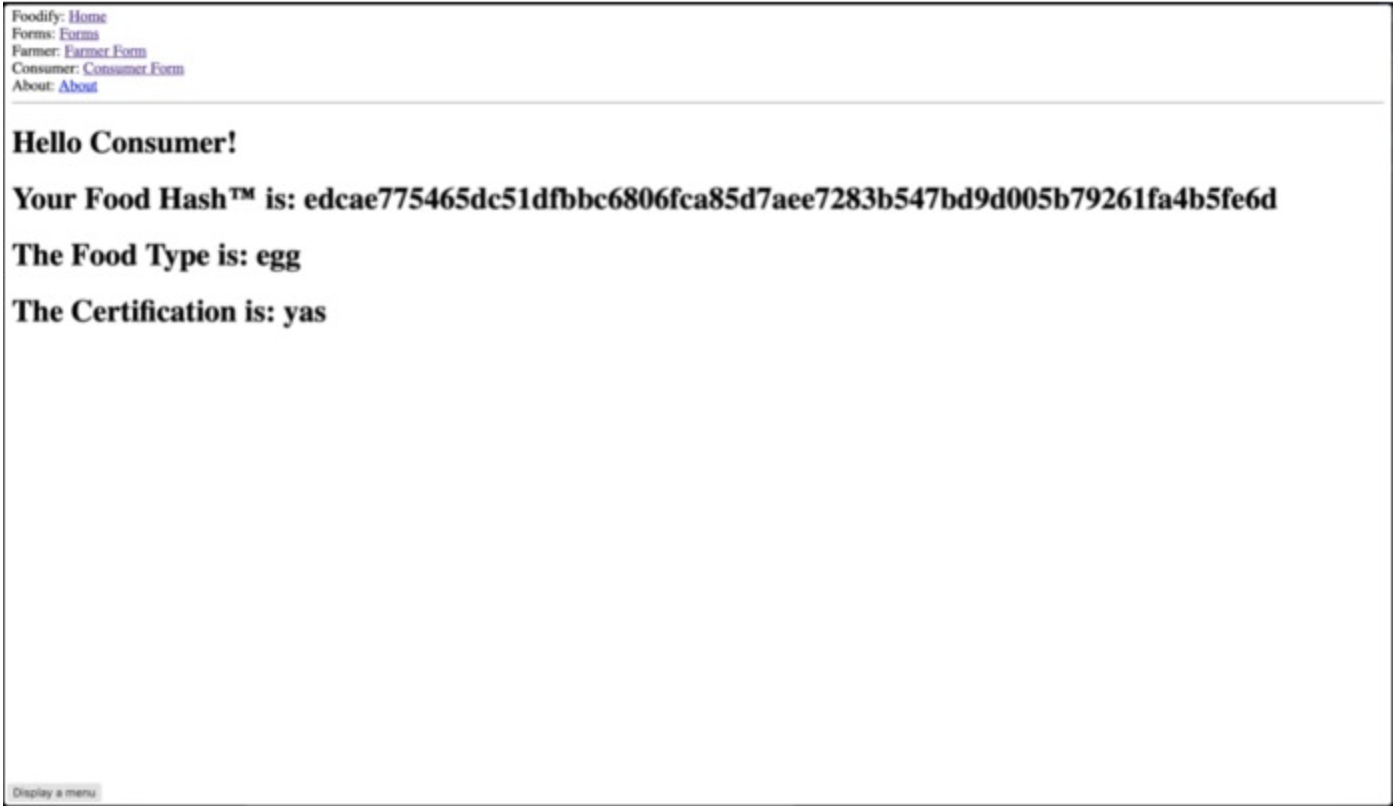 Foodify: Home
Forms: Forms
Farmer: Farmer Form
Consumer: Consumer Form
About: About
Hello Consumer!
Your Food Hash™ is: edcae775465dc51dfbbc6806fca85d7aee7283b547bd9d005b79261fa4b5fe6d
The Food Type is: egg
The Certification is: yas
Display a menu